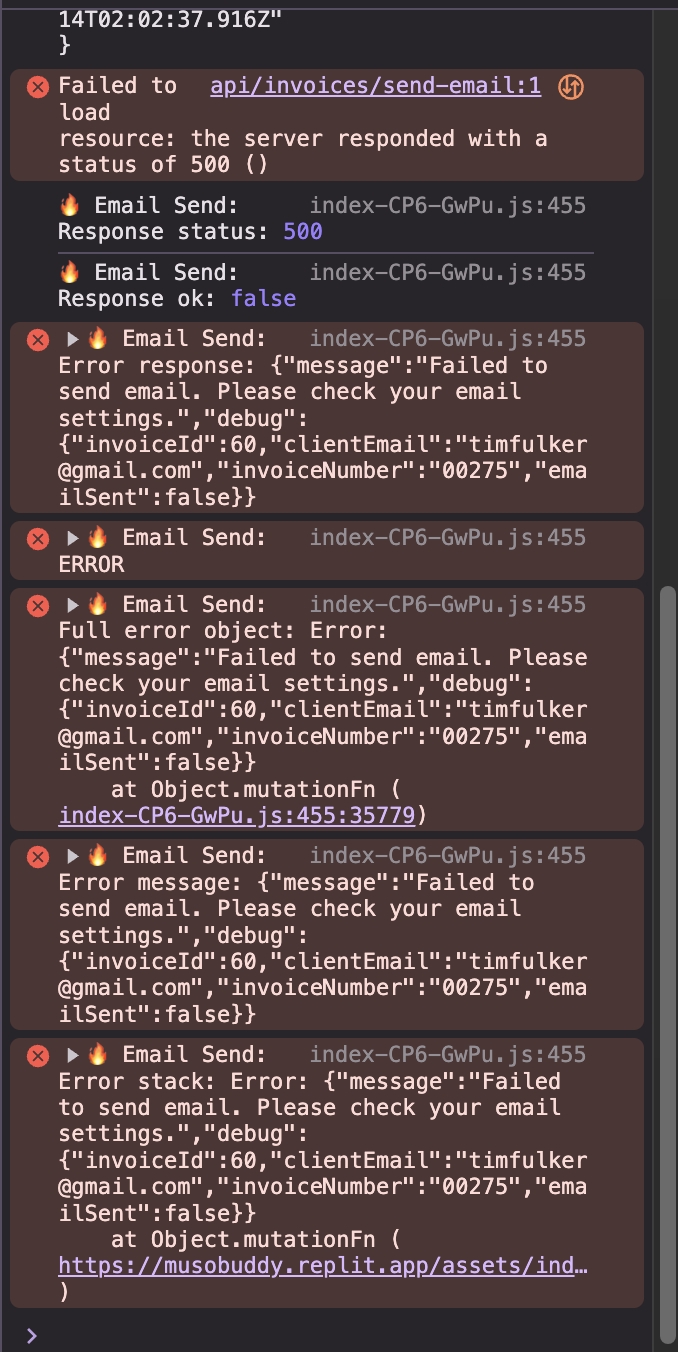 14T02:02:37.916Z"
}
Failed to api/invoices/send-email:1
load
resource: the server responded with a
status of 500 ()
🔥 Email Send: index-CP6-GwPu.js:455
Response status: 500
🔥 Email Send: index-CP6-GwPu.js:455
Response ok: false
🔥 Email Send: index-CP6-GwPu.js:455
Error response: {"message":"Failed to
send email. Please check your email
settings.","debug":
{"invoiceId":60,"clientEmail":"timfulker
@gmail.com","invoiceNumber":"00275","ema
ilSent":false}}
🔥 Email Send: index-CP6-GwPu.js:455
ERROR
🔥 Email Send: index-CP6-GwPu.js:455
Full error object: Error:
{"message":"Failed to send email. Please
check your email settings.","debug":
{"invoiceId":60,"clientEmail":"timfulker
@gmail.com","invoiceNumber":"00275","ema
ilSent":false}}
at Object.mutationFn (
index-CP6-GwPu.js:455:35779)
🔥 Email Send: index-CP6-GwPu.js:455
Error message: {"message":"Failed to
send email. Please check your email
settings.","debug":
{"invoiceId":60,"clientEmail":"timfulker
@gmail.com","invoiceNumber":"00275","ema
ilSent":false}}
🔥 Email Send: index-CP6-GwPu.js:455
Error stack: Error: {"message":"Failed
to send email. Please check your email
settings.","debug":
{"invoiceId":60,"clientEmail":"timfulker
@gmail.com","invoiceNumber":"00275","ema
ilSent":false}}
at Object.mutationFn (
https://musobuddy.replit.app/assets/ind…
)